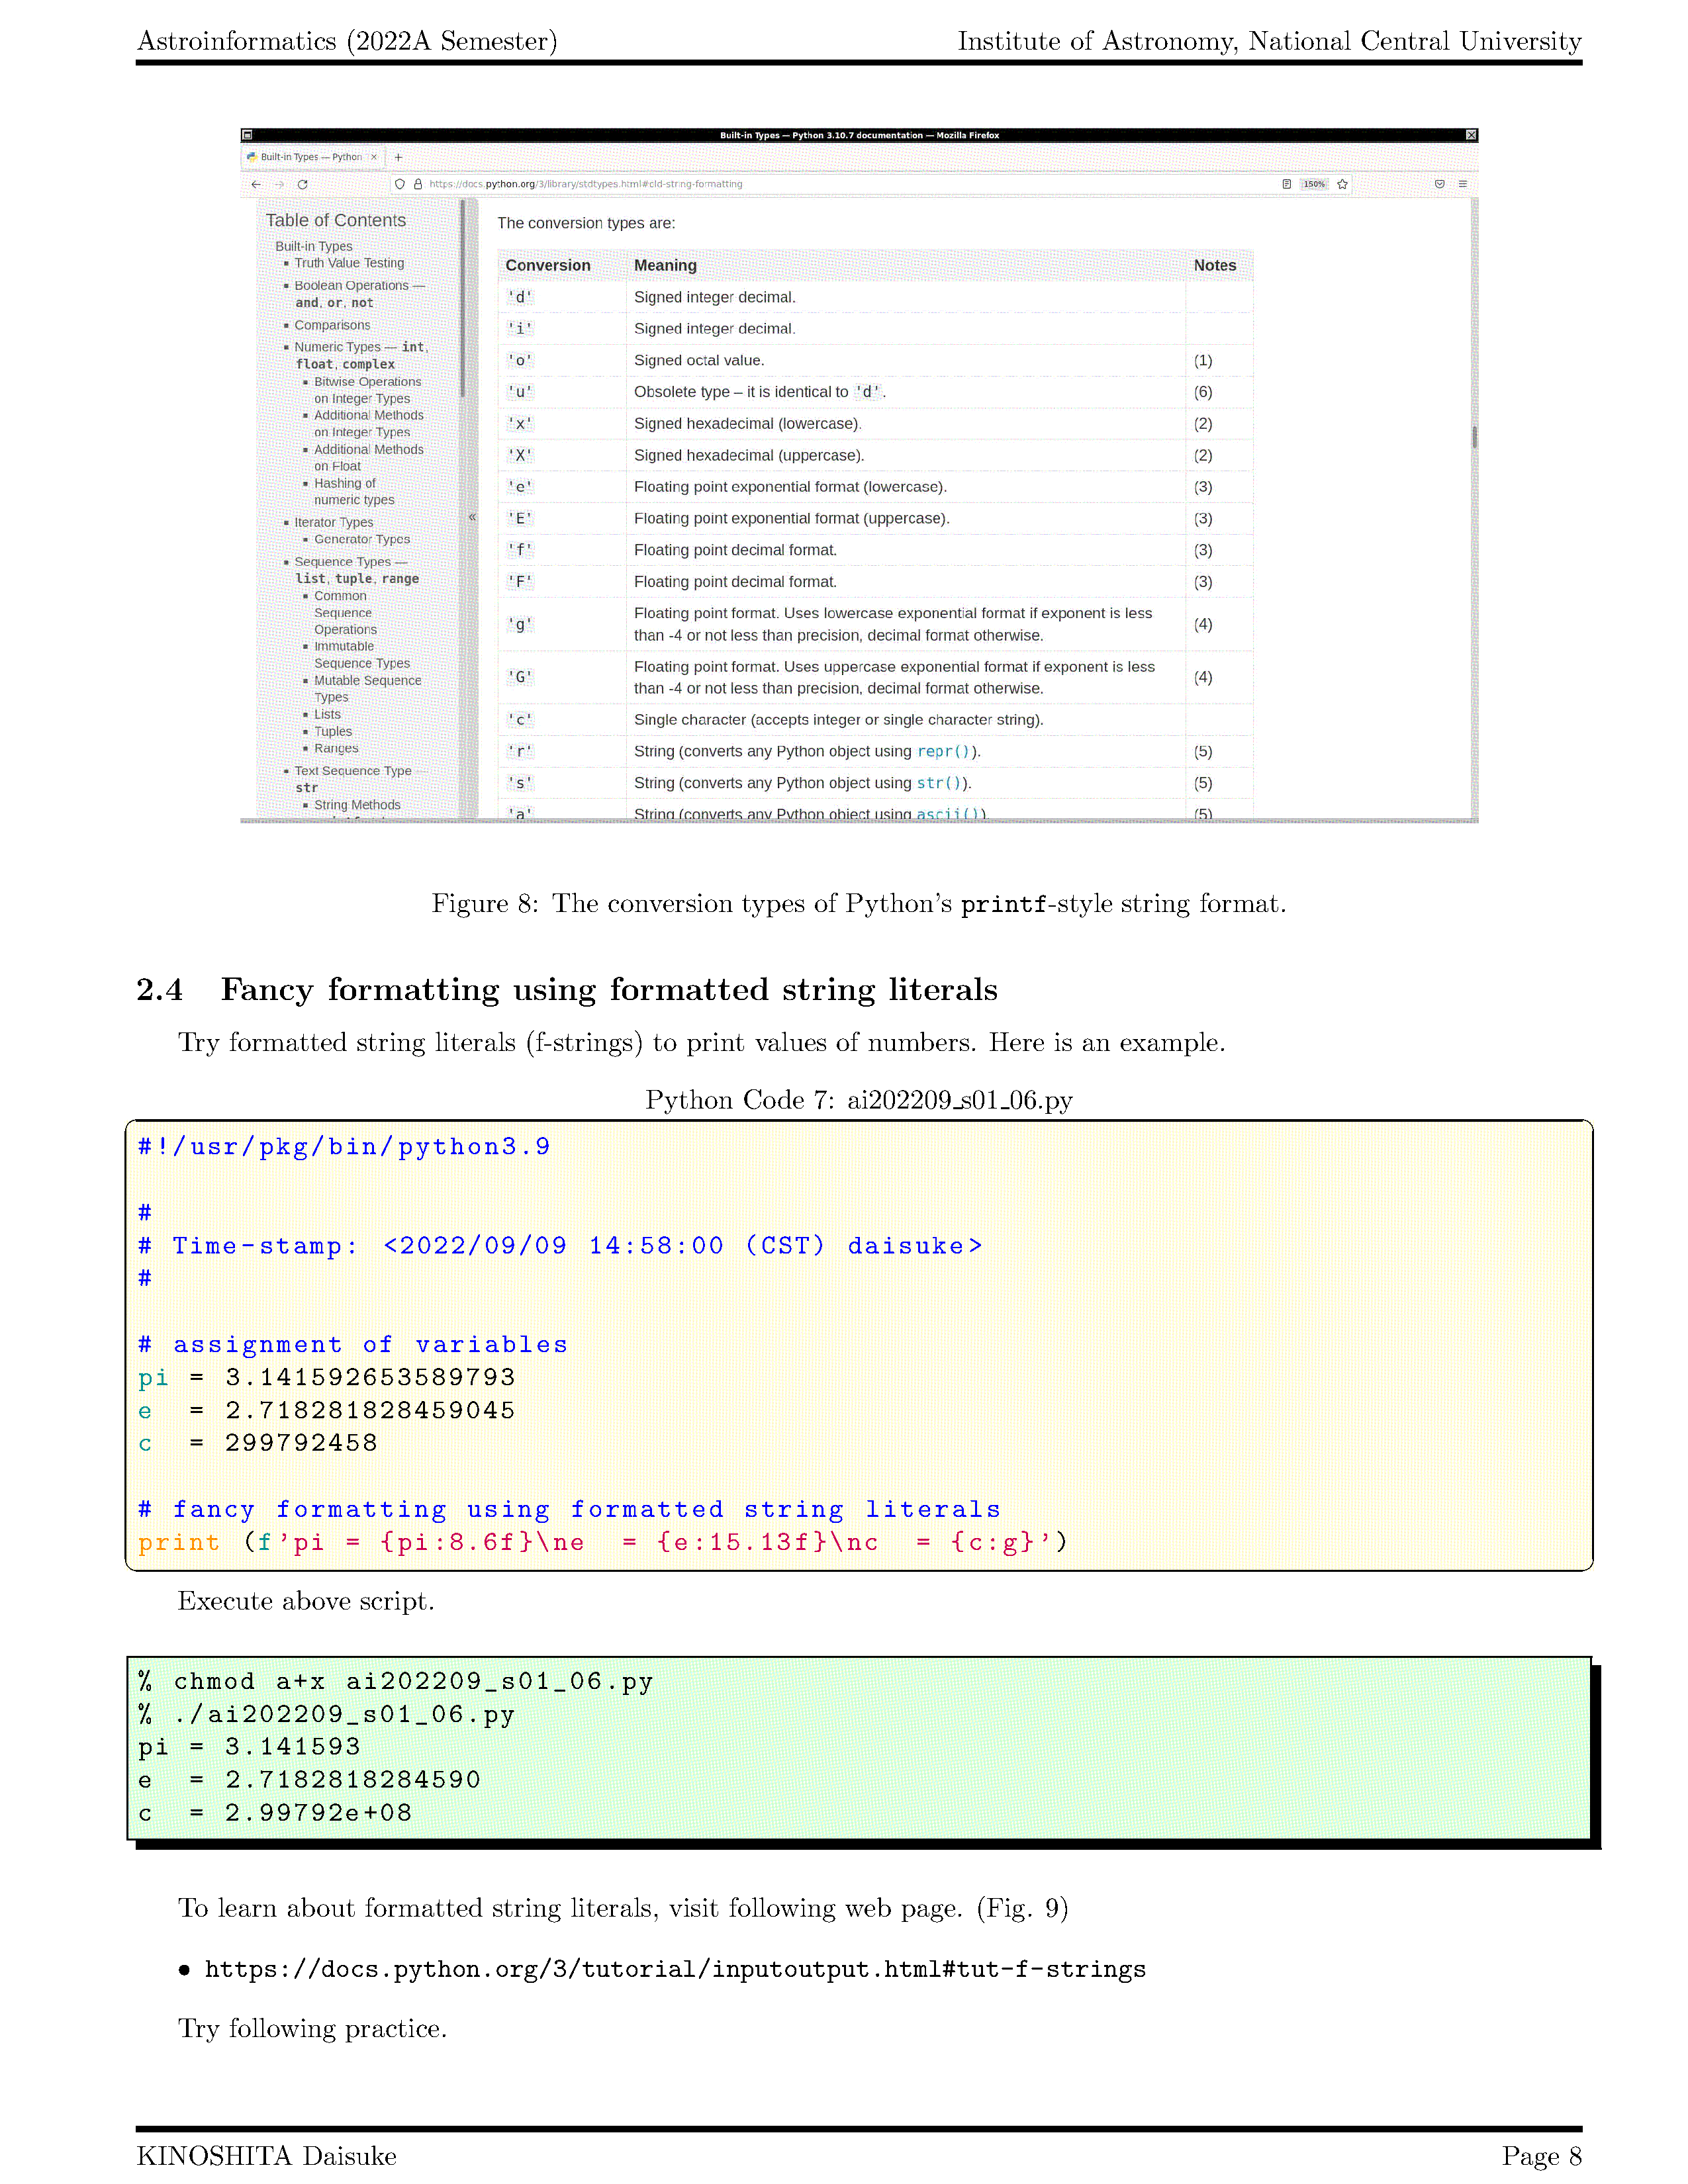 Astroinformatics (2022A Semester) Institute of Astronomy, National Central University
Built-in Types — Python 3.10.7 documentation — Mozilla Firefox
Built-in Types — Python × +
https://docs.python.org/3/library/stdtypes.html#old-string-formatting 150%
Table of Contents
Built-in Types
▪ Truth Value Testing
▪ Boolean Operations —
and, or, not
▪ Comparisons
▪ Numeric Types — int,
float, complex
▪ Bitwise Operations
on Integer Types
▪ Additional Methods
on Integer Types
▪ Additional Methods
on Float
▪ Hashing of
numeric types
▪ Iterator Types
▪ Generator Types
▪ Sequence Types —
list, tuple, range
▪ Common
Sequence
Operations
▪ Immutable
Sequence Types
▪ Mutable Sequence
Types
▪ Lists
▪ Tuples
▪ Ranges
▪ Text Sequence Type —
str
▪ String Methods
«
The conversion types are:
Conversion Meaning Notes
'd' Signed integer decimal.
'i' Signed integer decimal.
'o' Signed octal value. (1)
'u' Obsolete type – it is identical to 'd'. (6)
'x' Signed hexadecimal (lowercase). (2)
'X' Signed hexadecimal (uppercase). (2)
'e' Floating point exponential format (lowercase). (3)
'E' Floating point exponential format (uppercase). (3)
'f' Floating point decimal format. (3)
'F' Floating point decimal format. (3)
'g' Floating point format. Uses lowercase exponential format if exponent is less
than -4 or not less than precision, decimal format otherwise. (4)
'G' Floating point format. Uses uppercase exponential format if exponent is less
than -4 or not less than precision, decimal format otherwise. (4)
'c' Single character (accepts integer or single character string).
'r' String (converts any Python object using repr()). (5)
's' String (converts any Python object using str()). (5)
'a' String (converts any Python object using ascii()) (5)
Figure 8: The conversion types of Python's printf-style string format.
2.4 Fancy formatting using formatted string literals
Try formatted string literals (f-strings) to print values of numbers. Here is an example.
Python Code 7: ai202209_s01_06.py
#!/usr/pkg/bin/python3.9
#
# Time-stamp: <2022/09/09 14:58:00 (CST) daisuke>
#
# assignment of variables
pi = 3.141592653589793
e  = 2.718281828459045
c  = 299792458
# fancy formatting using formatted string literals
print (f'pi = {pi:8.6f}\ne  = {e:15.13f}\nc  = {c:g}')
Execute above script.
% chmod a+x ai202209_s01_06.py
% ./ai202209_s01_06.py
pi = 3.141593
e  = 2.7182818284590
c  = 2.99792e+08
To learn about formatted string literals, visit following web page. (Fig. 9)
• https://docs.python.org/3/tutorial/inputoutput.html#tut-f-strings
Try following practice.
KINOSHITA Daisuke Page 8